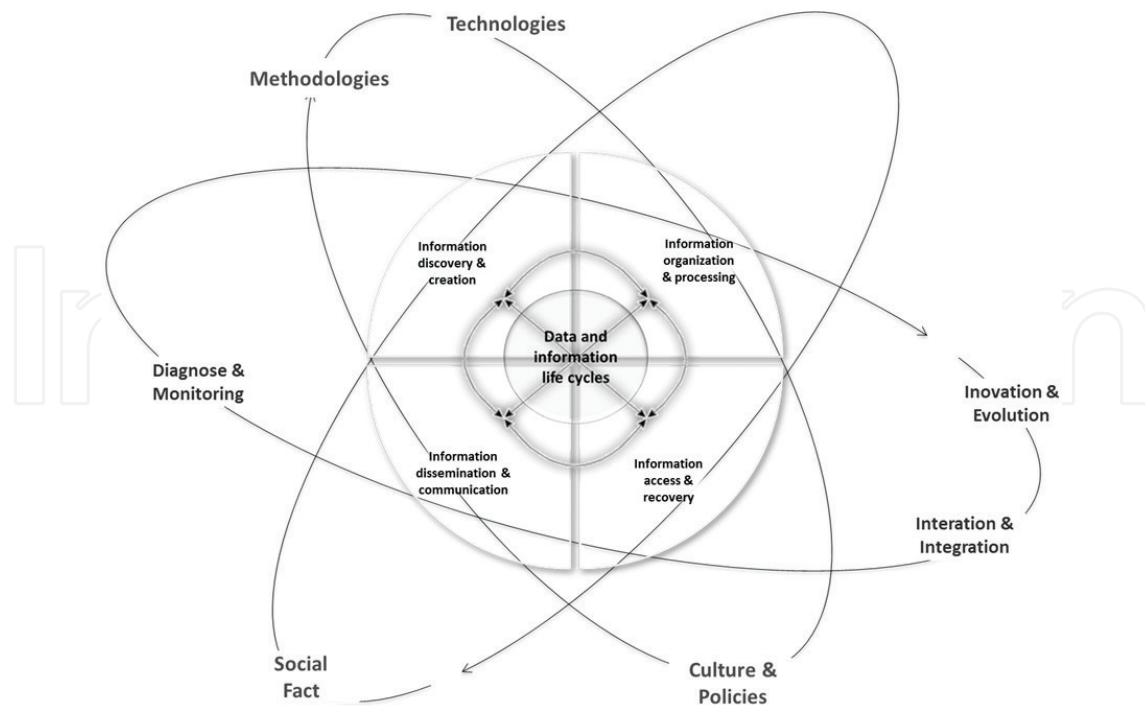 Technologies
Methodologies
Information
discovery &
creation
Information
organization
& processing
Data and
information
life cycles
Diagnose &
Monitoring
Inovation &
Evolution
Information
dissemination &
communication
Information
access &
recovery
Interation &
Integration
Social
Fact
Culture &
Policies